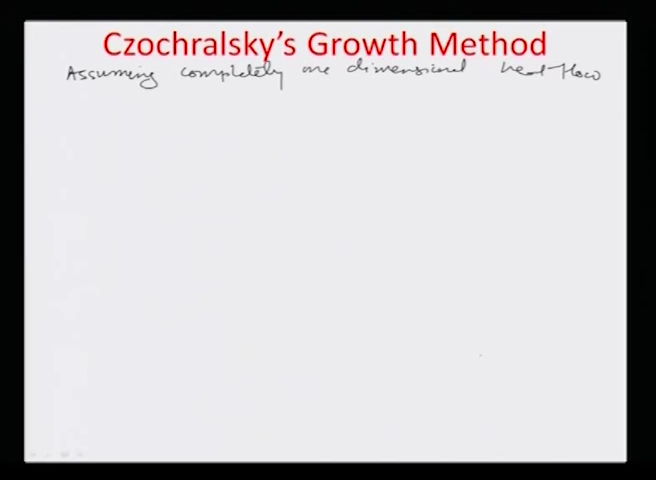 Czochralsky's Growth Method
Assuming completely one dimensional heat flow